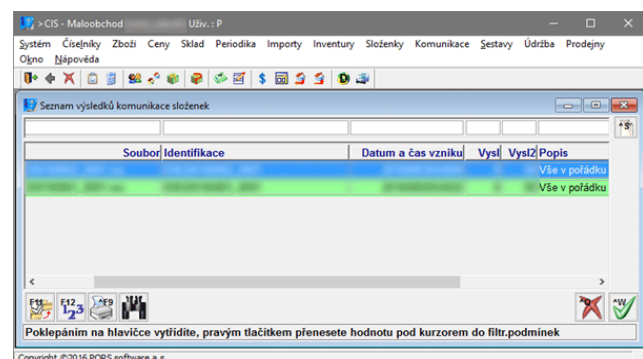 >CIS - Maloobchod Uživ. : P
Systém Číselníky Zboží Ceny Sklad Periodika Importy Inventury Složenky Komunikace Sestavy Údržba Prodejny
Okno Nápověda
Seznam výsledků komunikace složenek
Soubor Identifikace Datum a čas vzniku Vysl Vysl2 Popis
Vše v pořádku
Vše v pořádku
F11 F12 ^F9 ^W
Poklepáním na hlavičce vytřídíte, pravým tlačítkem přenesete hodnotu pod kurzorem do filtr.podmínek
Copyright ©2016 PORS software a.s.